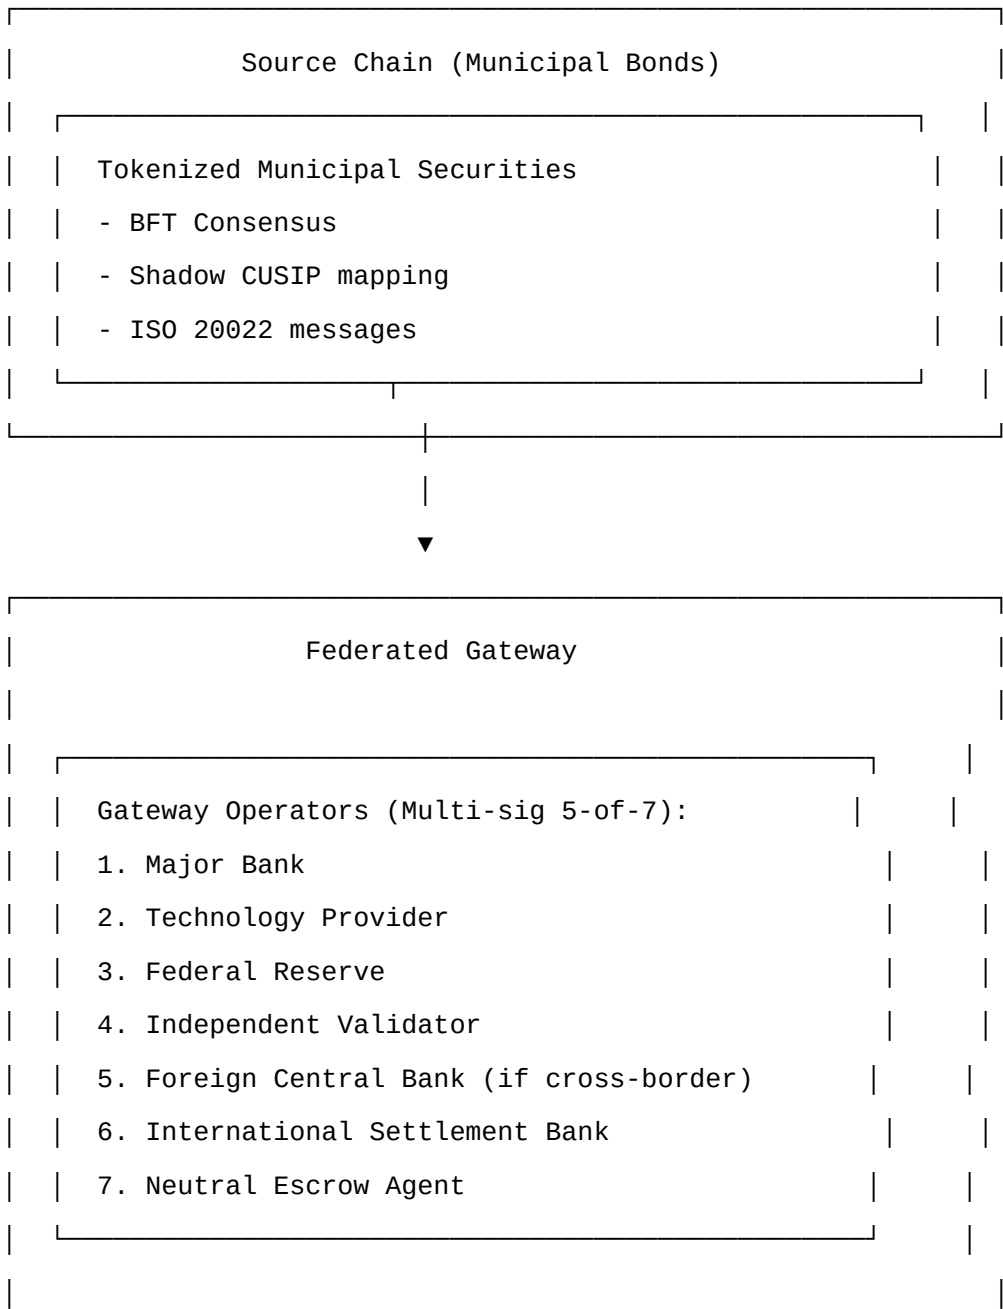 Source Chain (Municipal Bonds)
Tokenized Municipal Securities
- BFT Consensus
- Shadow CUSIP mapping
- ISO 20022 messages
Federated Gateway
Gateway Operators (Multi-sig 5-of-7):
1. Major Bank
2. Technology Provider
3. Federal Reserve
4. Independent Validator
5. Foreign Central Bank (if cross-border)
6. International Settlement Bank
7. Neutral Escrow Agent